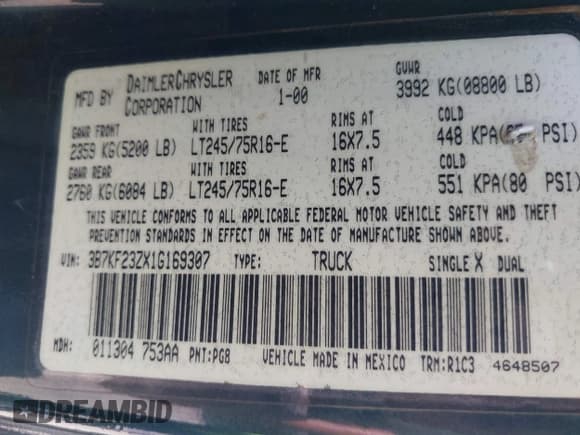 MFD BY DAIMLERCHRYSLER CORPORATION DATE OF MFR 1-00 GVWR 3992 KG(08800 LB)
GAWR FRONT WITH TIRES RIMS AT COLD
2359 KG(5200 LB) LT245/75R16-E 16X7.5 448 KPA( PSI)
GAWR REAR WITH TIRES RIMS AT COLD
2760 KG(6084 LB) LT245/75R16-E 16X7.5 551 KPA(80 PSI)
THIS VEHICLE CONFORMS TO ALL APPLICABLE FEDERAL MOTOR VEHICLE SAFETY AND THEFT
PREVENTION STANDARDS IN EFFECT ON THE DATE OF MANUFACTURE SHOWN ABOVE.
VIN: 3B7KF23ZX1G169307 TYPE: TRUCK SINGLE X DUAL
MDH: 011304 753AA PNT:PG8 VEHICLE MADE IN MEXICO TRM:R1C3 4648507
DREAMBID